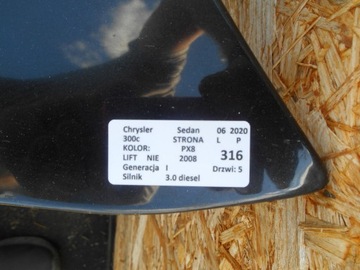 Chrysler Sedan 06 2020
300c STRONA L P
KOLOR: PX8 316
LIFT NIE 2008
Generacja I Drzwi: 5
Silnik 3.0 diesel